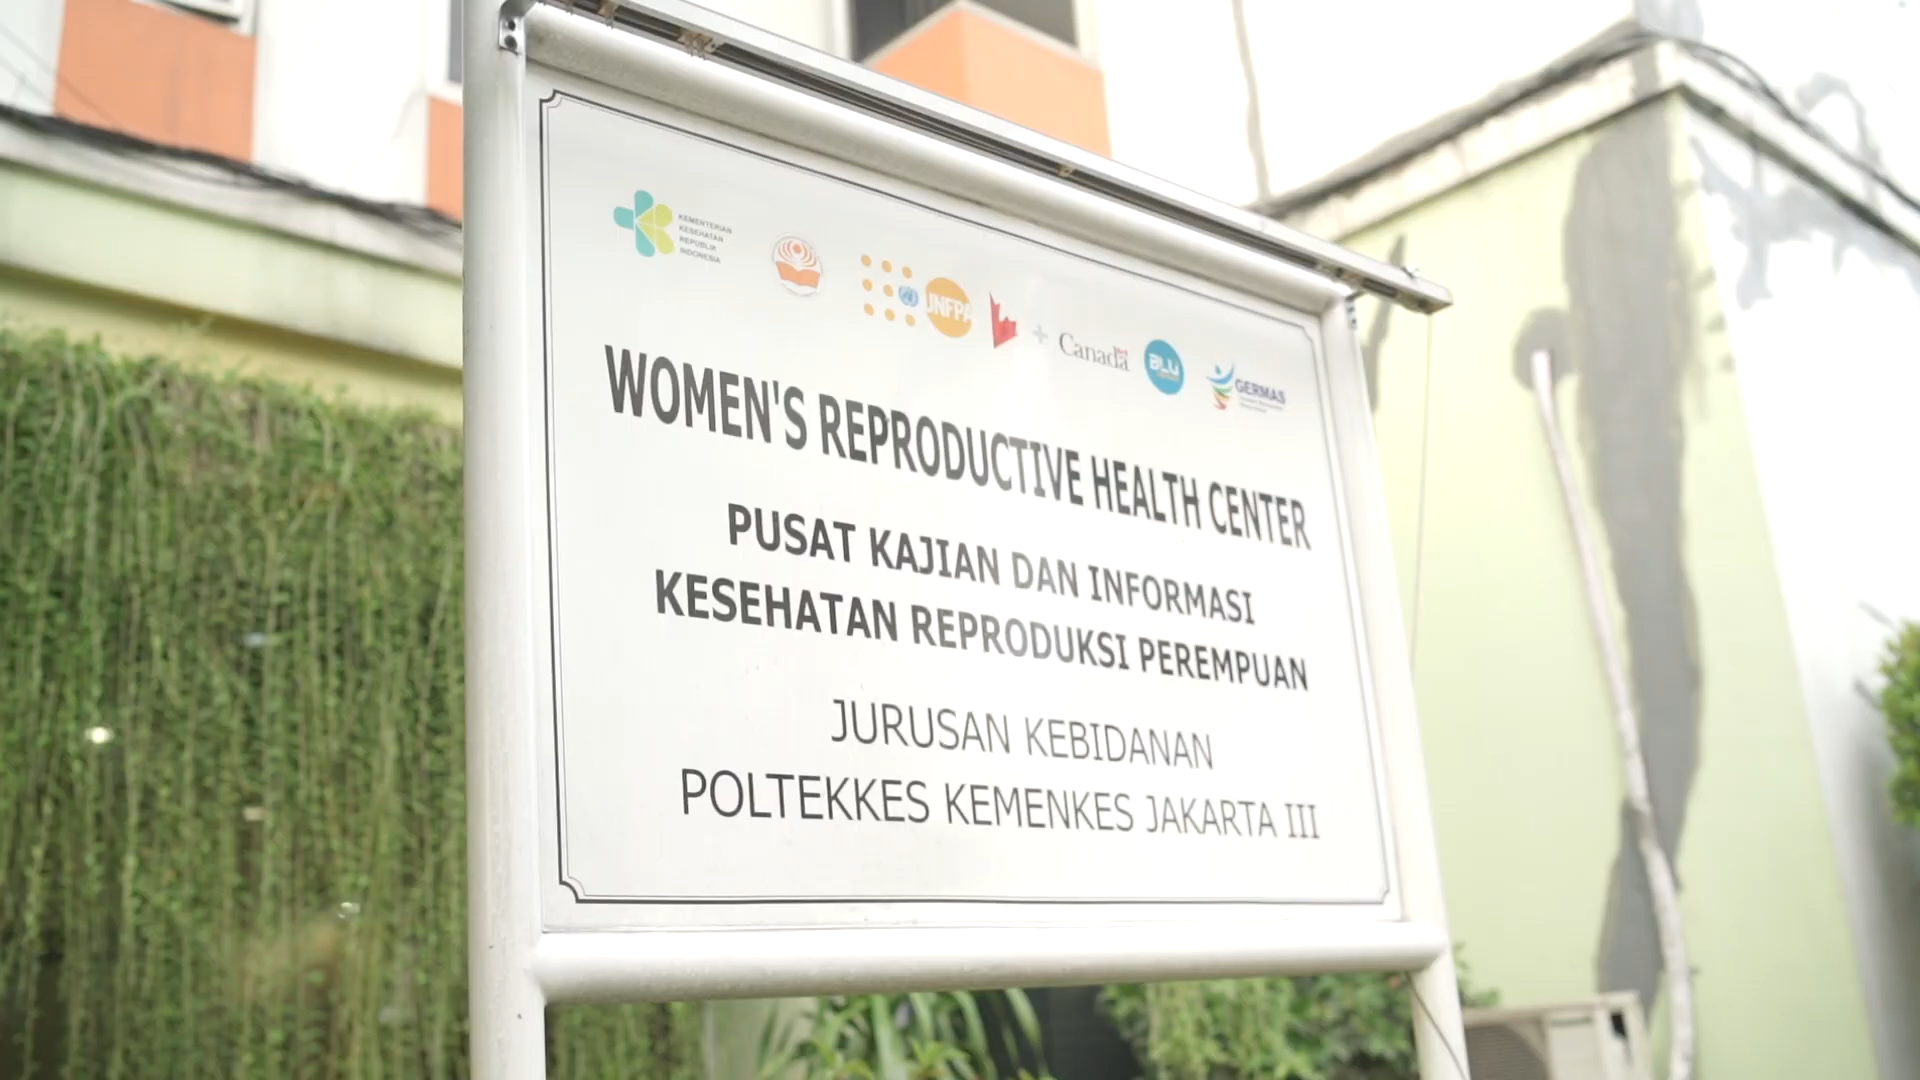 KEMENTERIAN
KESEHATAN
REPUBLIK
INDONESIA
UNFPA
Canada
BLU
GERMAS
WOMEN'S REPRODUCTIVE HEALTH CENTER
PUSAT KAJIAN DAN INFORMASI
KESEHATAN REPRODUKSI PEREMPUAN
JURUSAN KEBIDANAN
POLTEKKES KEMENKES JAKARTA III